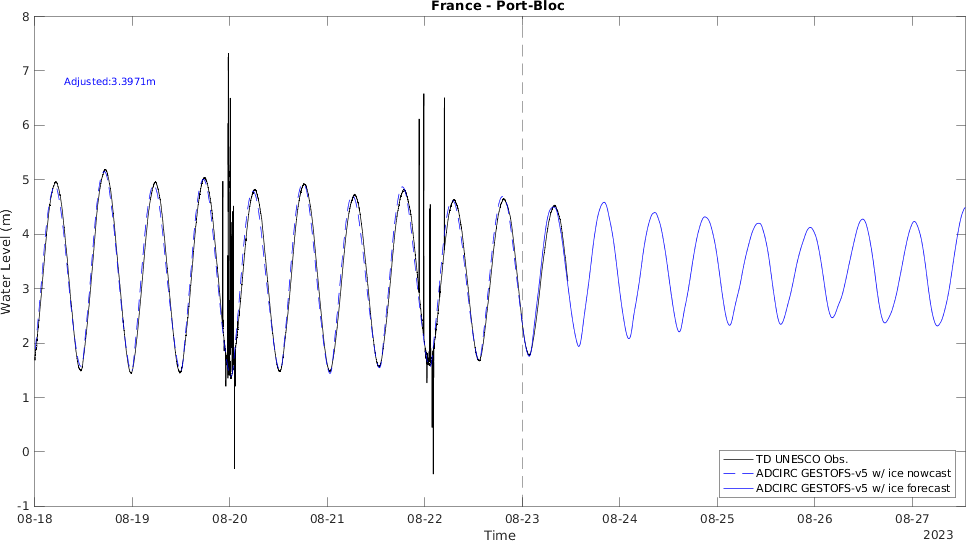 France - Port-Bloc
8
7
6
5
4
3
2
1
0
-1
Water Level (m)
Adjusted:3.3971m
TD UNESCO Obs.
ADCIRC GESTOFS-v5 w/ ice nowcast
ADCIRC GESTOFS-v5 w/ ice forecast
08-18 08-19 08-20 08-21 08-22 08-23 08-24 08-25 08-26 08-27
Time
2023